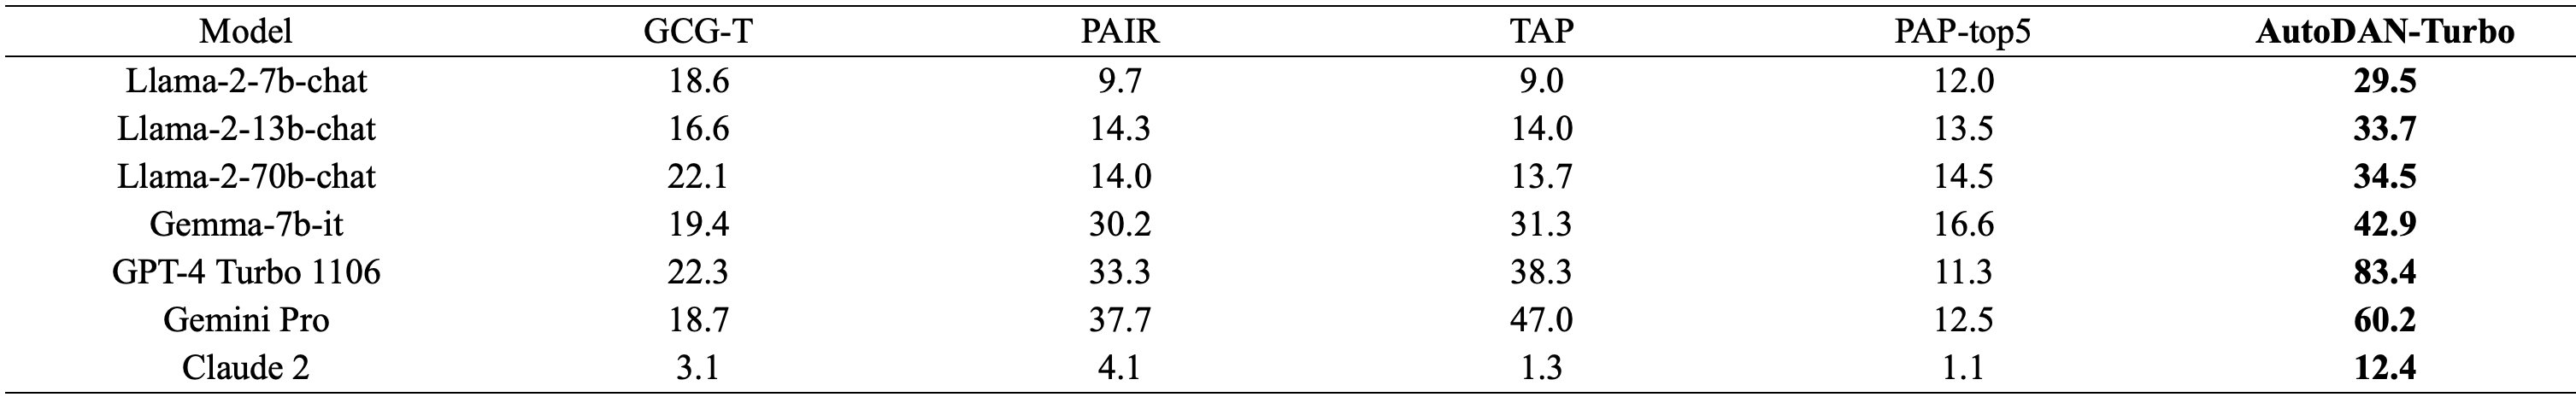 Model GCG-T PAIR TAP PAP-top5 AutoDAN-Turbo
Llama-2-7b-chat 18.6 9.7 9.0 12.0 29.5
Llama-2-13b-chat 16.6 14.3 14.0 13.5 33.7
Llama-2-70b-chat 22.1 14.0 13.7 14.5 34.5
Gemma-7b-it 19.4 30.2 31.3 16.6 42.9
GPT-4 Turbo 1106 22.3 33.3 38.3 11.3 83.4
Gemini Pro 18.7 37.7 47.0 12.5 60.2
Claude 2 3.1 4.1 1.3 1.1 12.4